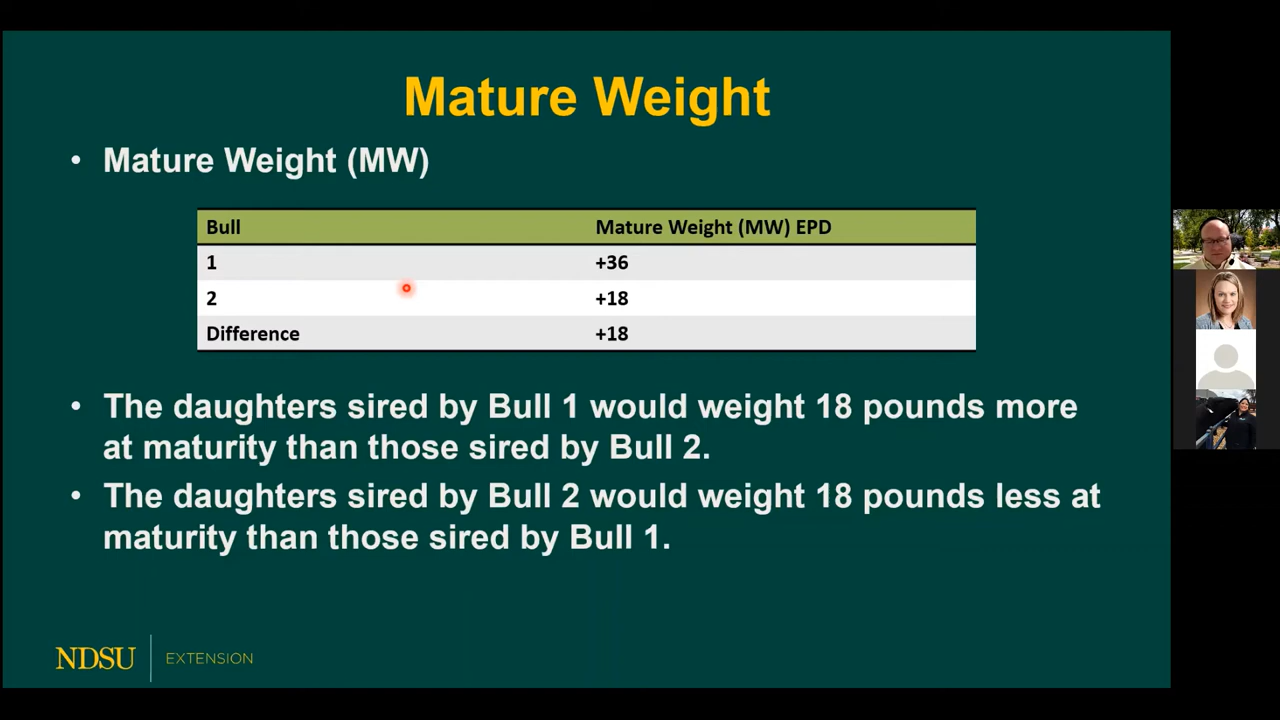 Mature Weight
• Mature Weight (MW)
Bull Mature Weight (MW) EPD
1 +36
2 +18
Difference +18
• The daughters sired by Bull 1 would weight 18 pounds more
at maturity than those sired by Bull 2.
• The daughters sired by Bull 2 would weight 18 pounds less at
maturity than those sired by Bull 1.
NDSU EXTENSION